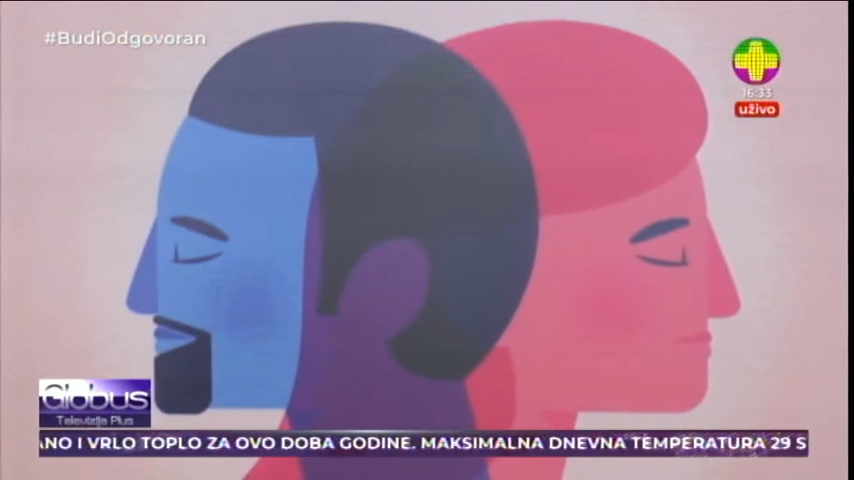 #BudiOdgovoran
16:33
uživo
Globus
Televizija Plus
ANO I VRLO TOPLO ZA OVO DOBA GODINE. MAKSIMALNA DNEVNA TEMPERATURA 29 S